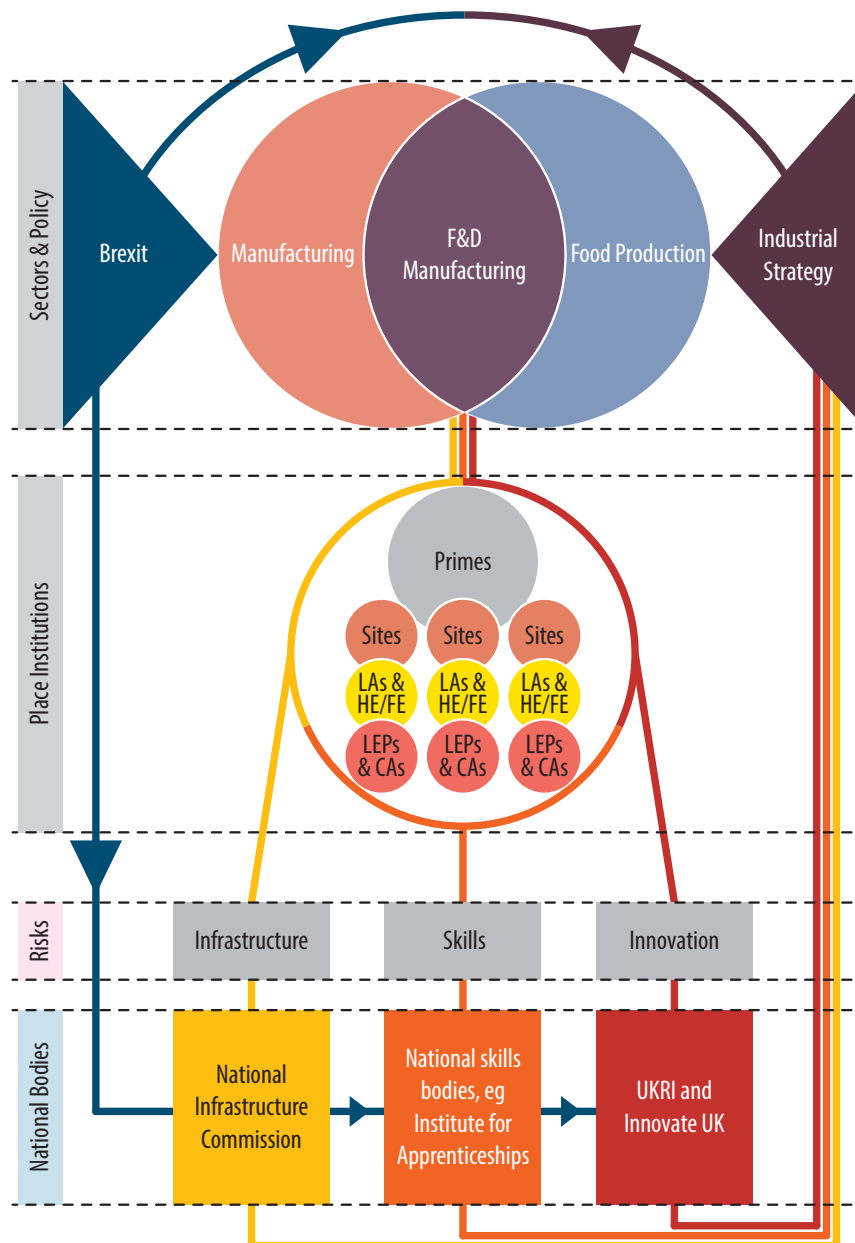 Sectors & Policy
Brexit
Manufacturing
F&D
Manufacturing
Food Production
Industrial
Strategy
Place Institutions
Primes
Sites
Sites
Sites
LAs &
HE/FE
LAs &
HE/FE
LAs &
HE/FE
LEPs
& CAs
LEPs
& CAs
LEPs
& CAs
Risks
Infrastructure
Skills
Innovation
National Bodies
National
Infrastructure
Commission
National skills
bodies, eg
Institute for
Apprenticeships
UKRI and
Innovate UK